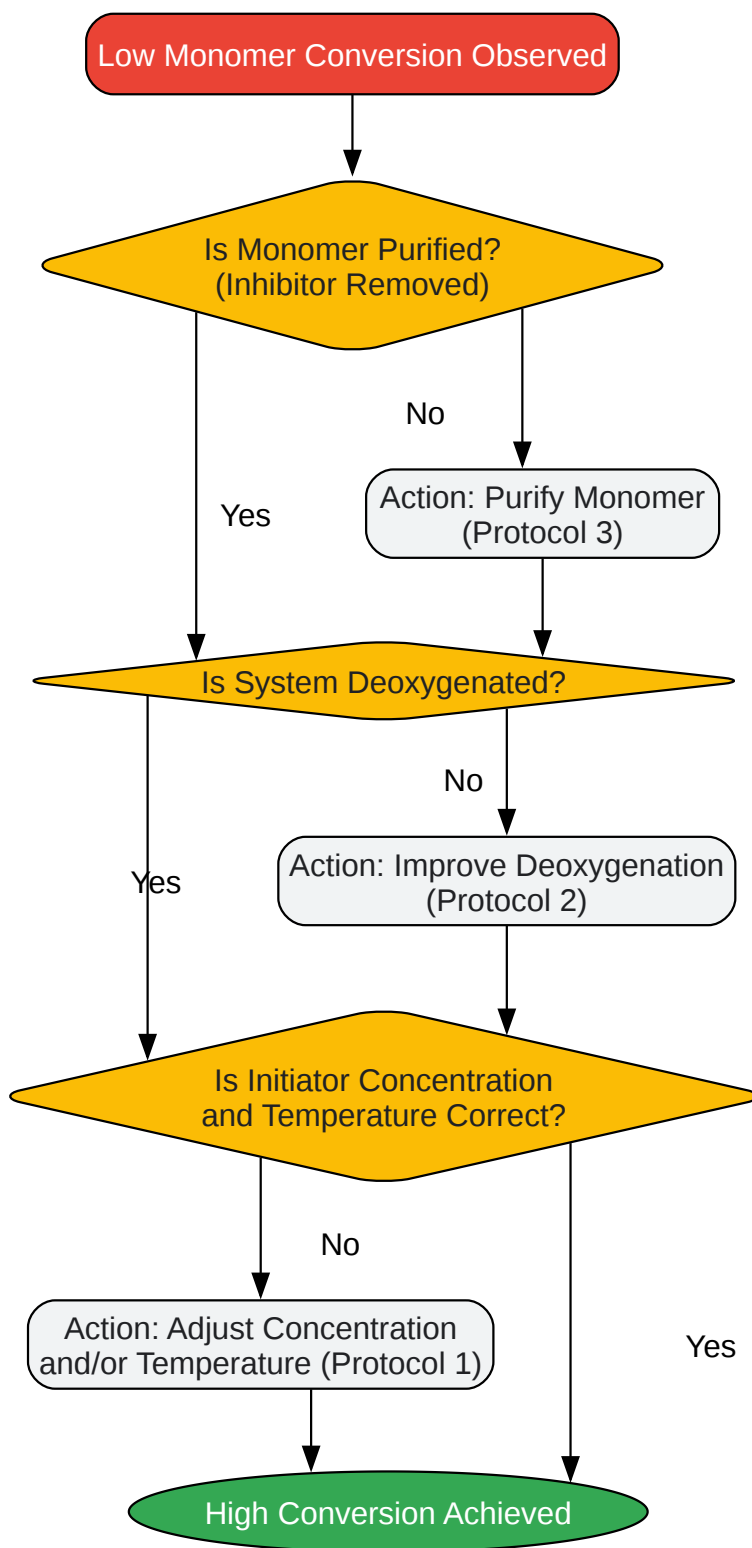 Low Monomer Conversion Observed
Is Monomer Purified?
(Inhibitor Removed)
No
Action: Purify Monomer
(Protocol 3)
Yes
Is System Deoxygenated?
No
Action: Improve Deoxygenation
(Protocol 2)
Yes
Is Initiator Concentration
and Temperature Correct?
No
Action: Adjust Concentration
and/or Temperature (Protocol 1)
Yes
High Conversion Achieved